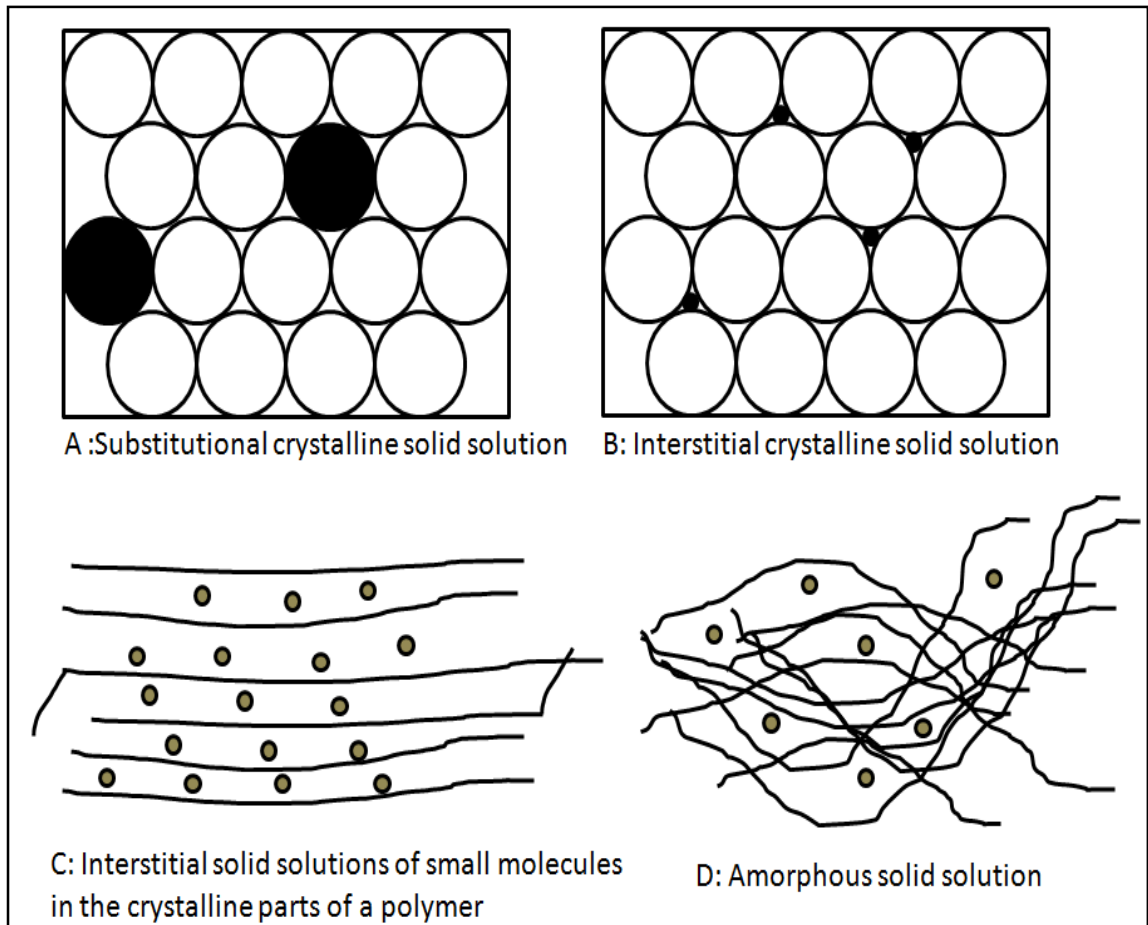 A :Substitutional crystalline solid solution
B: Interstitial crystalline solid solution
C: Interstitial solid solutions of small molecules
in the crystalline parts of a polymer
D: Amorphous solid solution